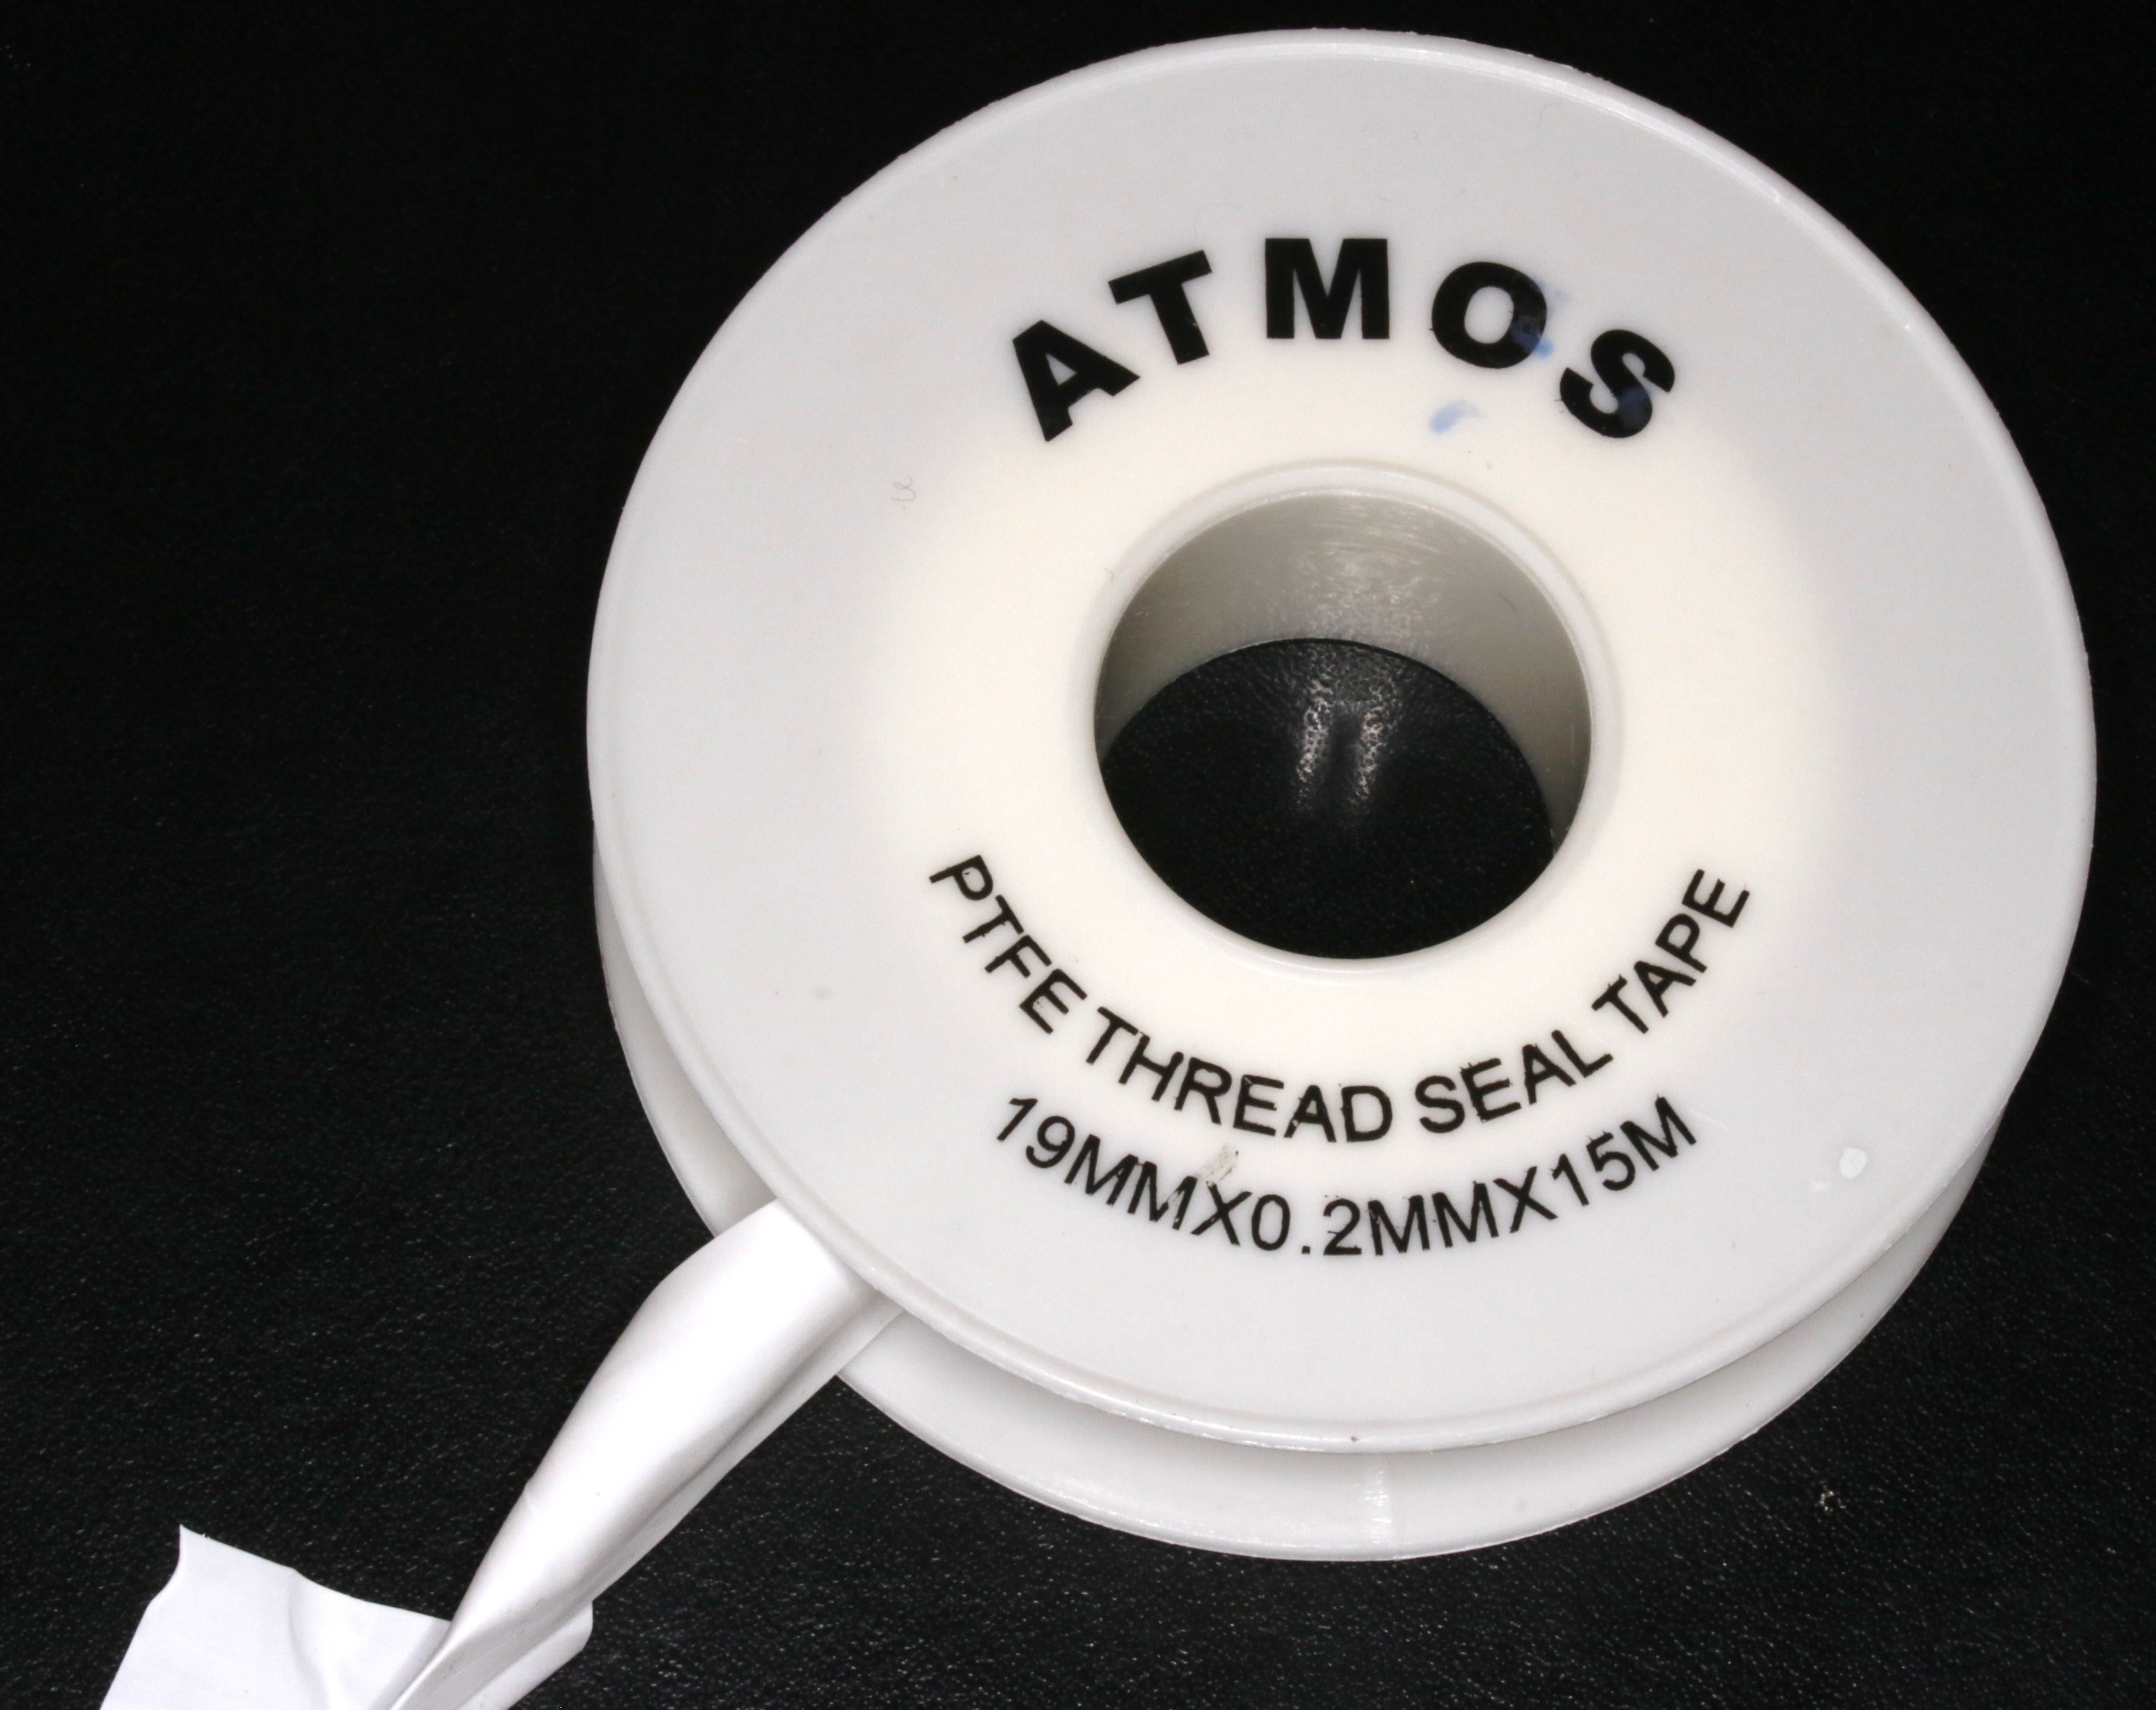 ATMOS
PTFE THREAD SEAL TAPE
19MMX0.2MMX15M